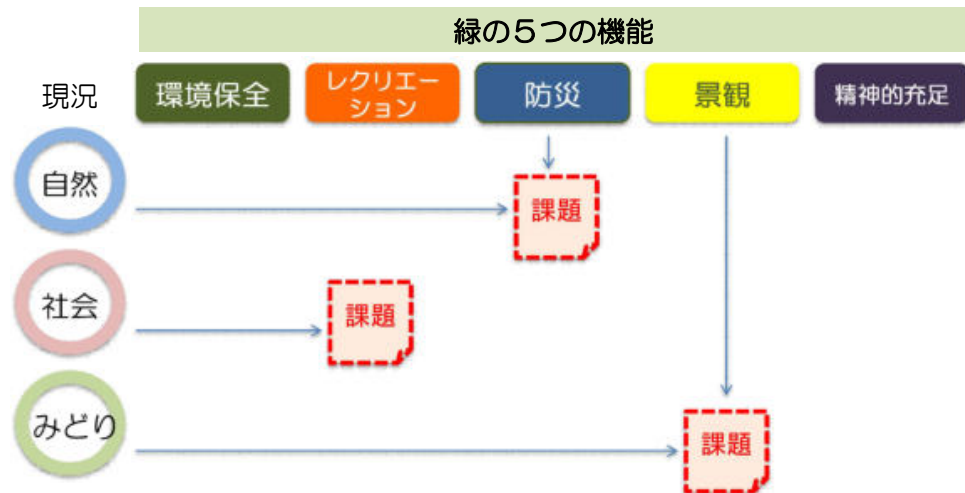 緑の5つの機能
現況
環境保全
レクリエー
ション
防災
景観
精神的充足
自然
課題
社会
課題
みどり
課題